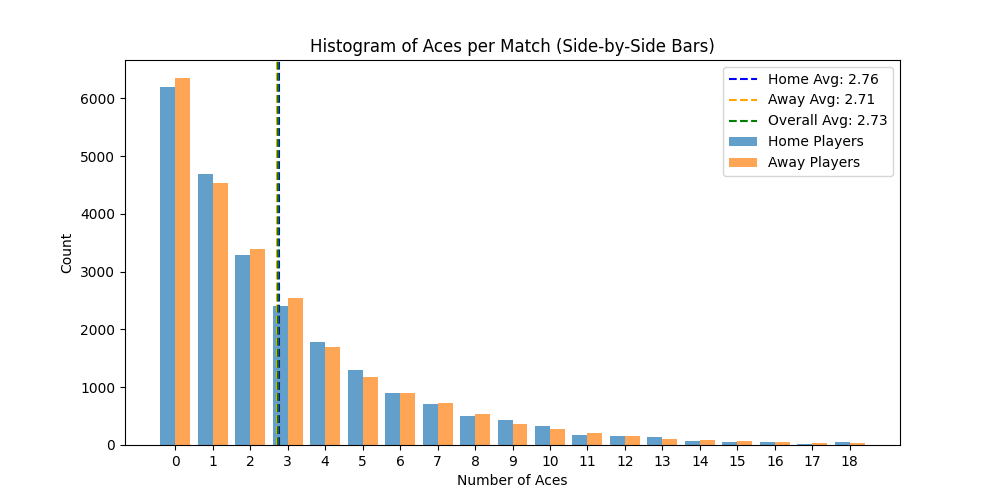 Histogram of Aces per Match (Side-by-Side Bars)
Home Avg: 2.76
Away Avg: 2.71
Overall Avg: 2.73
Home Players
Away Players
Count
6000
5000
4000
3000
2000
1000
0
0 1 2 3 4 5 6 7 8 9 10 11 12 13 14 15 16 17 18
Number of Aces